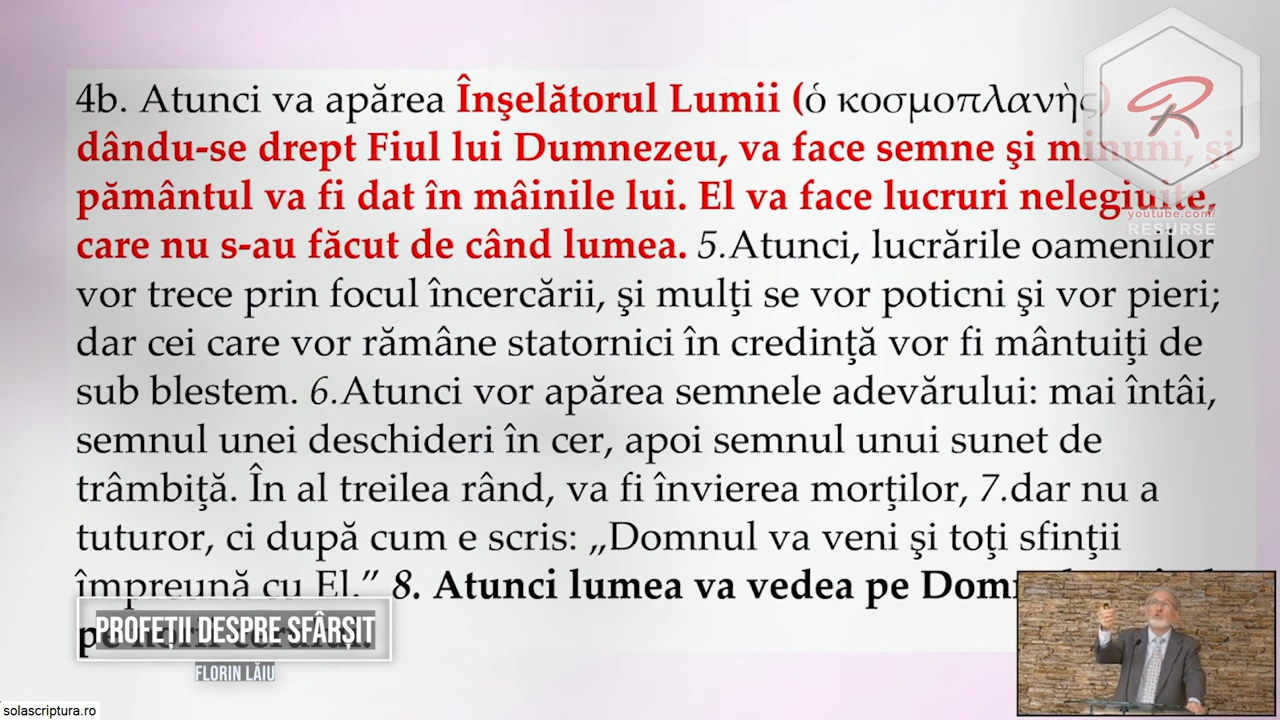 4b. Atunci va apărea Înşelătorul Lumii (ὁ κοσμοπλανὴς)
dându-se drept Fiul lui Dumnezeu, va face semne şi minuni, şi
pământul va fi dat în mâinile lui. El va face lucruri nelegiuite,
care nu s-au făcut de când lumea. 5.Atunci, lucrările oamenilor
vor trece prin focul încercării, şi mulţi se vor poticni şi vor pieri;
dar cei care vor rămâne statornici în credinţă vor fi mântuiţi de
sub blestem. 6.Atunci vor apărea semnele adevărului: mai întâi,
semnul unei deschideri în cer, apoi semnul unui sunet de
trâmbiţă. În al treilea rând, va fi învierea morţilor, 7.dar nu a
tuturor, ci după cum e scris: „Domnul va veni şi toţi sfinţii
împreună cu El.” 8. Atunci lumea va vedea pe
R
youtube.com/
RESURSE
PROFEȚII DESPRE SFÂRȘIT
FLORIN LĂIU
solascriptura.ro